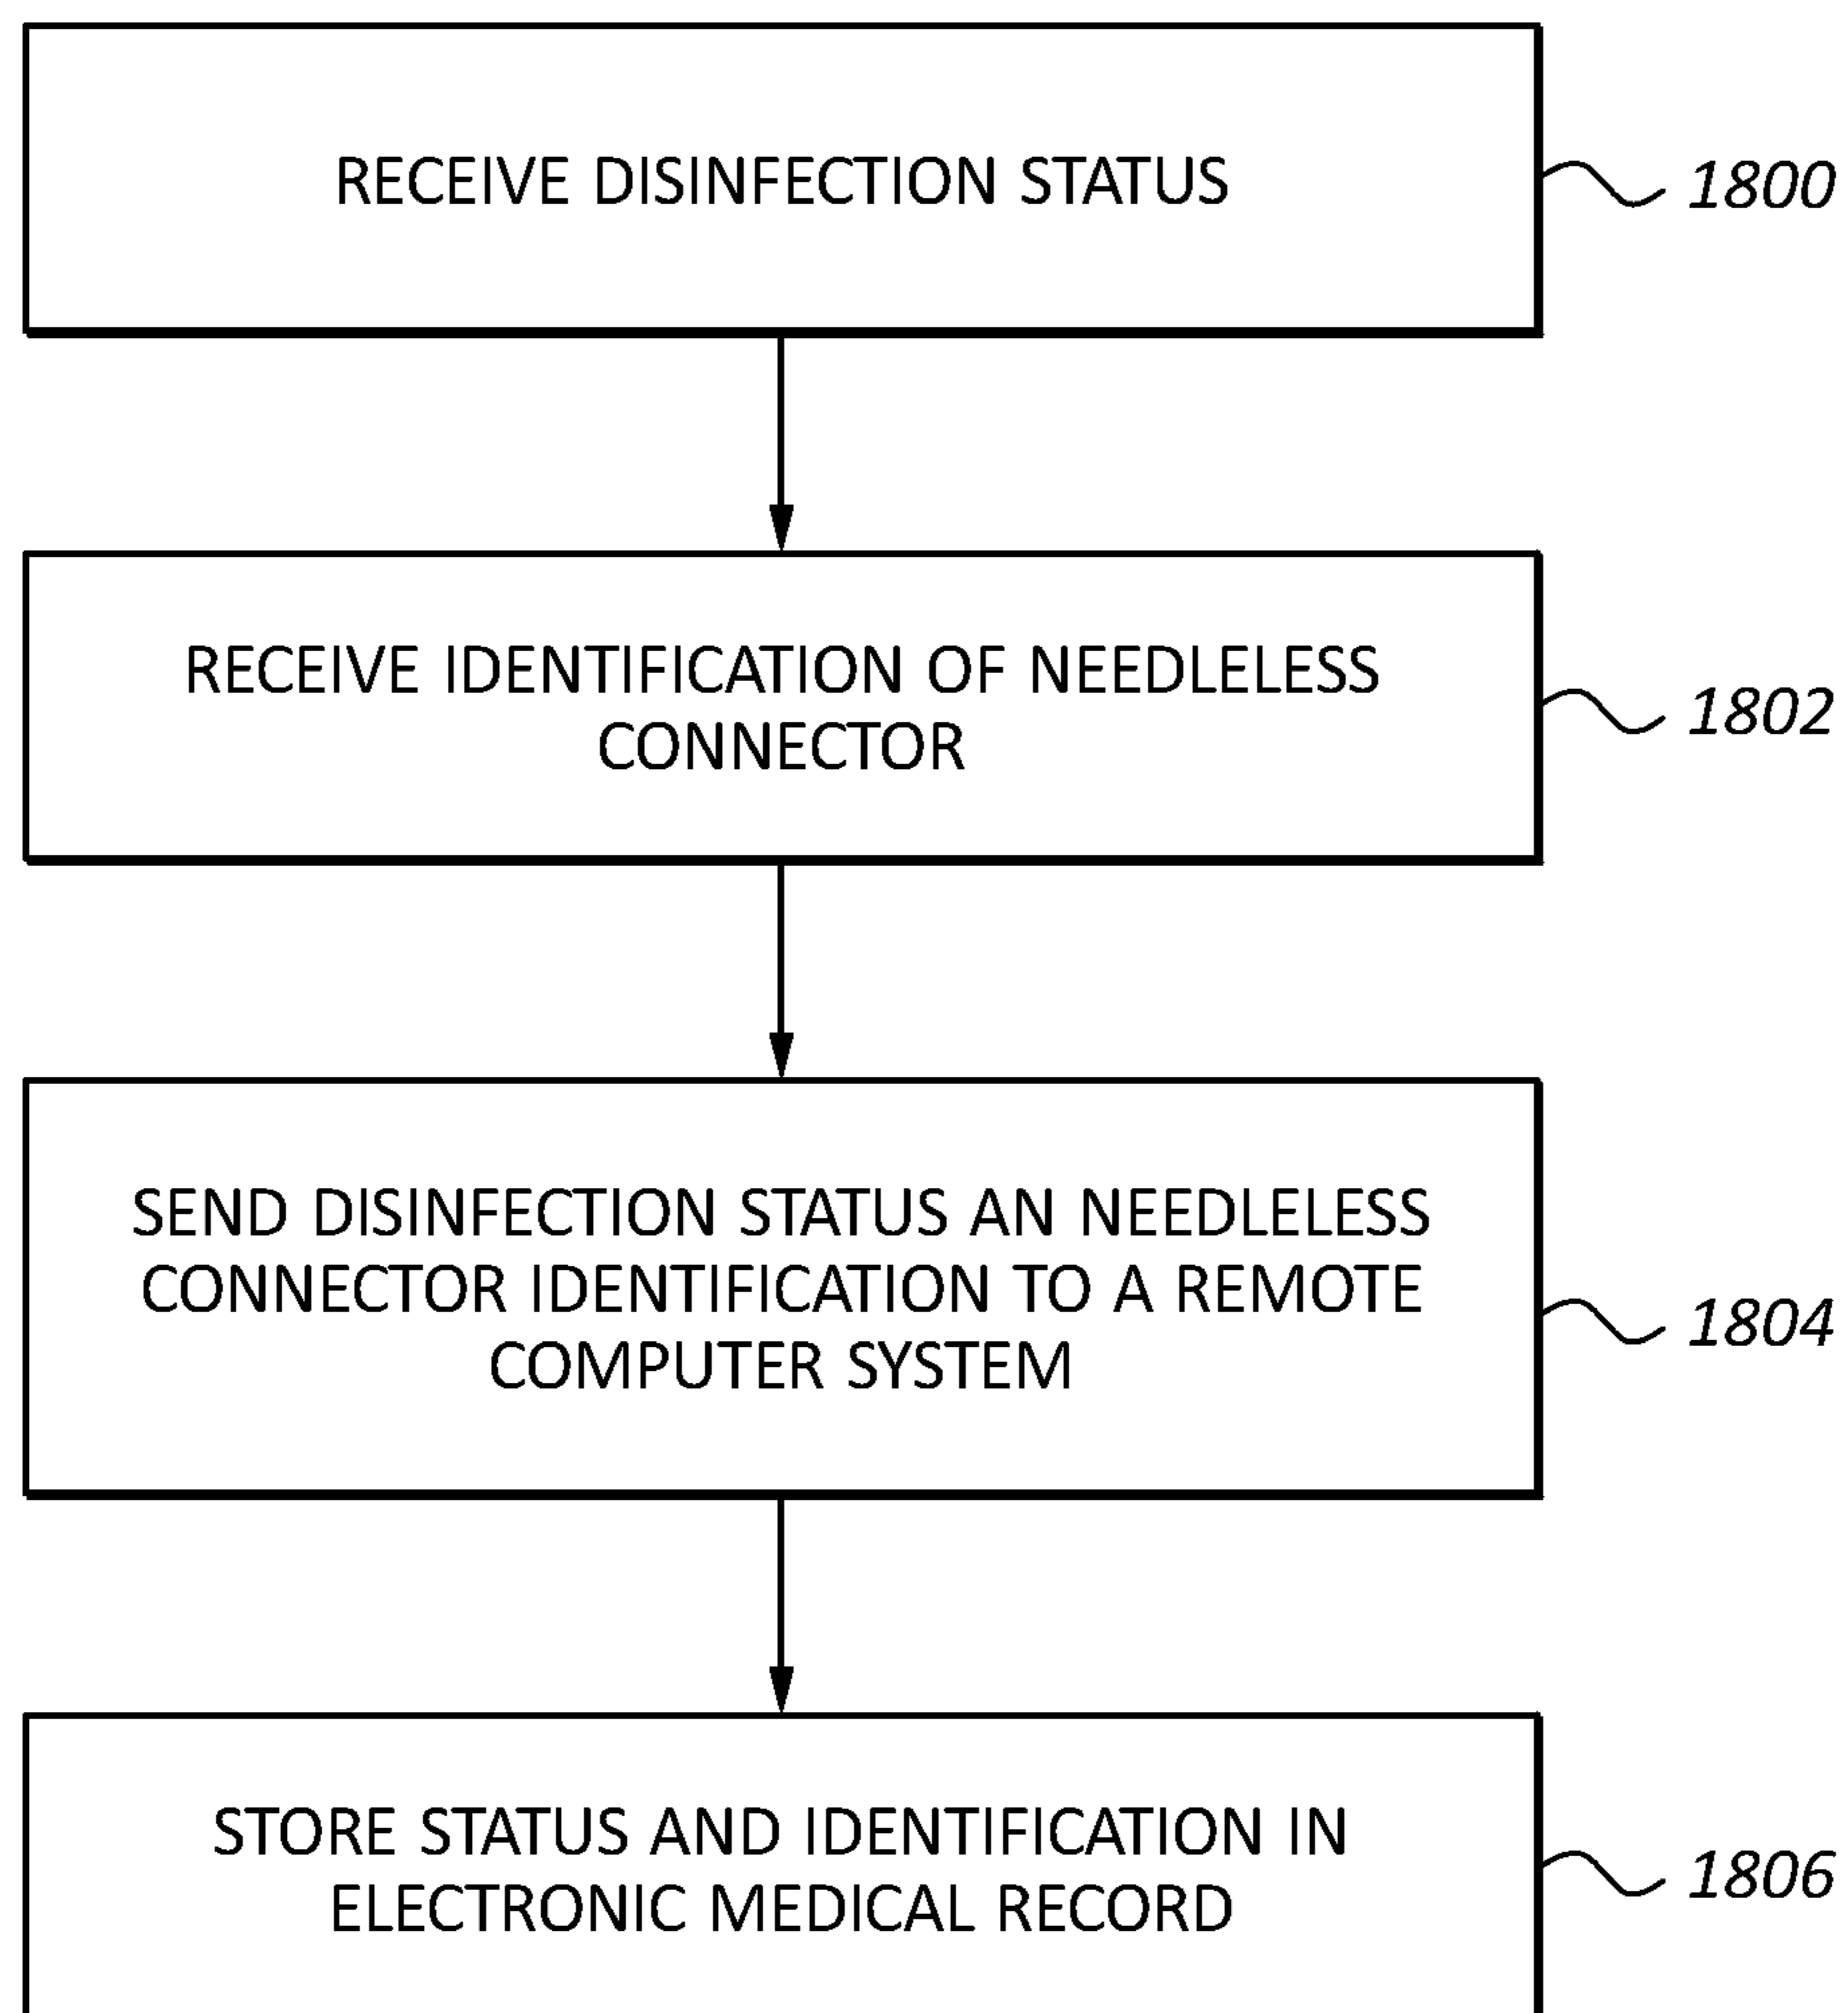 RECEIVE DISINFECTION STATUS
1800
RECEIVE IDENTIFICATION OF NEEDLELESS
CONNECTOR
1802
SEND DISINFECTION STATUS AN NEEDLELESS
CONNECTOR IDENTIFICATION TO A REMOTE
COMPUTER SYSTEM
1804
STORE STATUS AND IDENTIFICATION IN
ELECTRONIC MEDICAL RECORD
1806